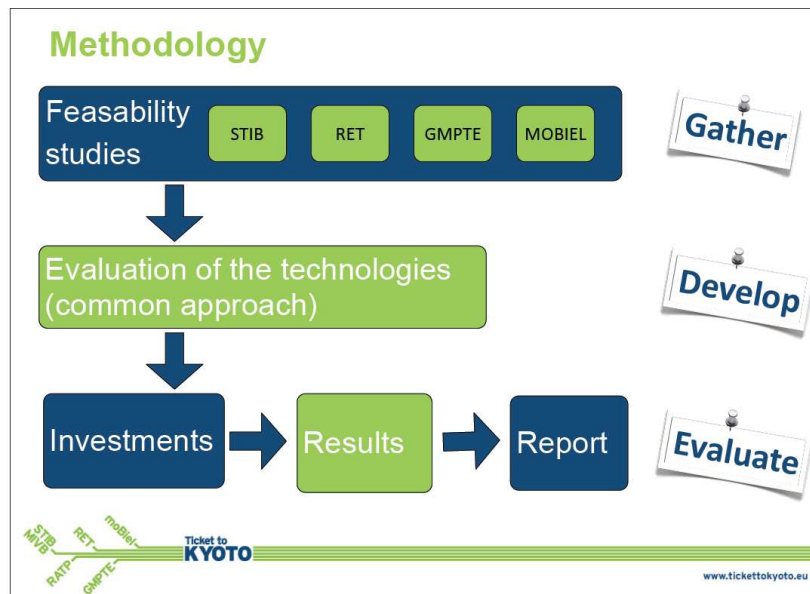 Methodology
Feasability
studies
STIB
RET
GMPTE
MOBIEL
Gather
Evaluation of the technologies
(common approach)
Develop
Investments
Results
Report
Evaluate
STIB
MIVB
RET
moBiel
RATP
GMPTE
Ticket to
KYOTO
www.tickettokyoto.eu